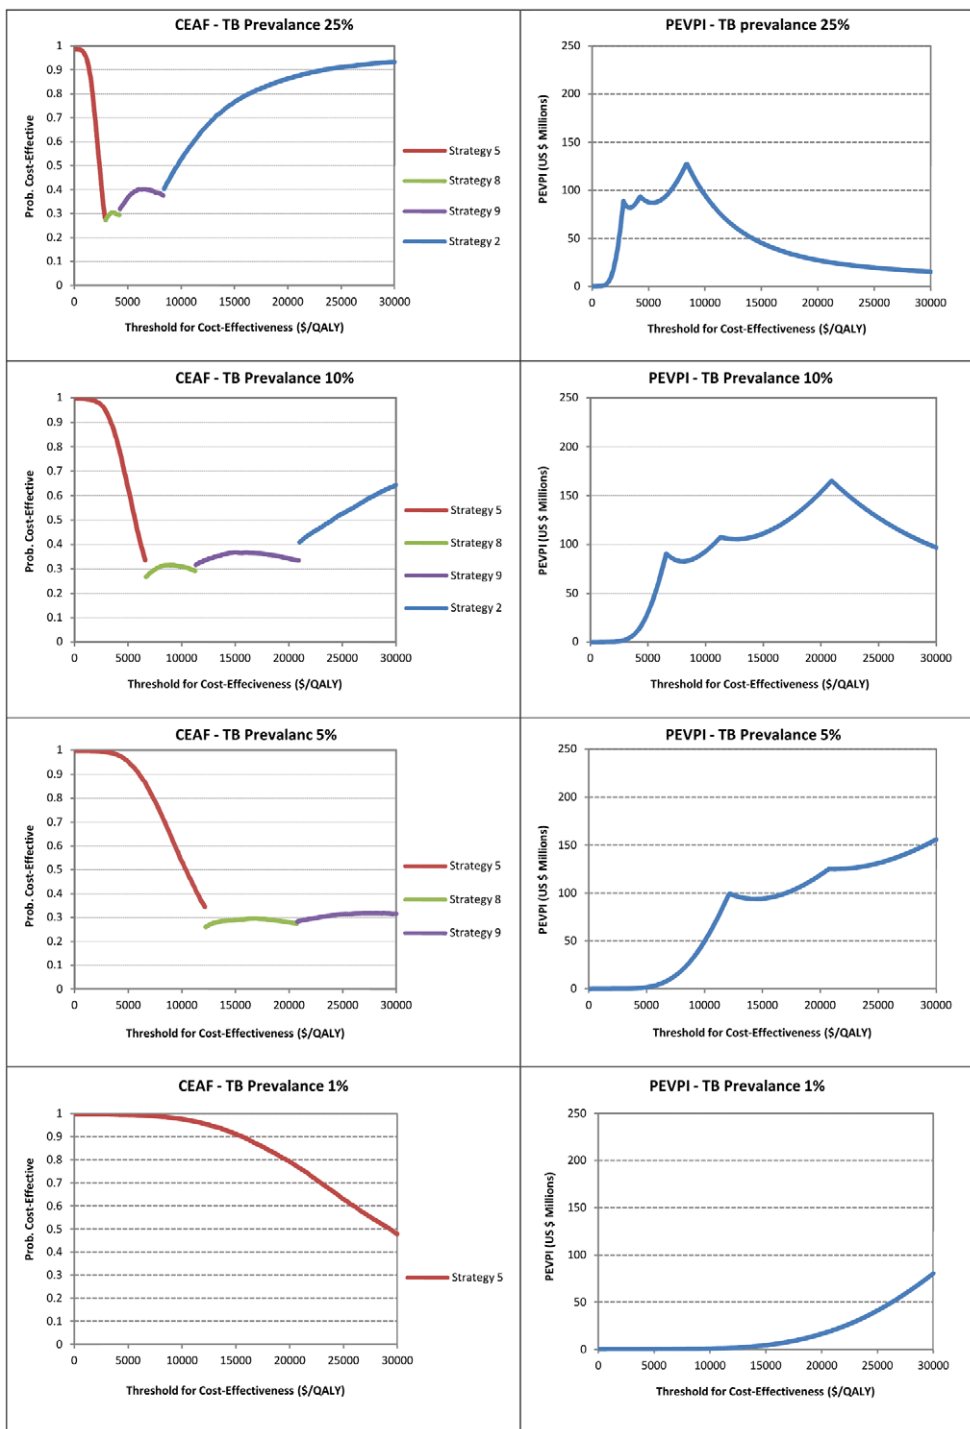 CEAF - TB Prevalance 25%
1
0.9
0.8
0.7
0.6
0.5
0.4
0.3
0.2
0.1
0
Prob. Cost-Effective
0 5000 10000 15000 20000 25000 30000
Threshold for Coct-Effectiveness ($/QALY)
Strategy 5
Strategy 8
Strategy 9
Strategy 2
PEVPI - TB prevalance 25%
250
200
150
100
50
0
PEVPI (US $ Millions)
0 5000 10000 15000 20000 25000 30000
Threshold for Cost-Effectiveness ($/QALY)
CEAF - TB Prevalance 10%
1
0.9
0.8
0.7
0.6
0.5
0.4
0.3
0.2
0.1
0
Prob. Cost-Effective
0 5000 10000 15000 20000 25000 30000
Threshold for Cost-Effeciveness ($/QALY)
Strategy 5
Strategy 8
Strategy 9
Strategy 2
PEVPI - TB Prevalance 10%
250
200
150
100
50
0
PEVPI (US $ Millions)
0 5000 10000 15000 20000 25000 30000
Threshold for Cost-Effectiveness ($/QALY)
CEAF - TB Prevalanc 5%
1
0.9
0.8
0.7
0.6
0.5
0.4
0.3
0.2
0.1
0
Prob. Cost-Effective
0 5000 10000 15000 20000 25000 30000
Threshold for Cost-Effectiveness ($/QALY)
Strategy 5
Strategy 8
Strategy 9
PEVPI - TB Prevalance 5%
250
200
150
100
50
0
PEVPI (US $ Millions)
0 5000 10000 15000 20000 25000 30000
Threshold for Cost-Effectiveness ($/QALY)
CEAF - TB Prevalance 1%
1
0.9
0.8
0.7
0.6
0.5
0.4
0.3
0.2
0.1
0
Prob. Cost-Effective
0 5000 10000 15000 20000 25000 30000
Threshold for Cost-Effectiveness ($/QALY)
Strategy 5
PEVPI - TB Prevalance 1%
250
200
150
100
50
0
PEVPI (US $ Millions)
0 5000 10000 15000 20000 25000 30000
Threshold for Cost-Effectiveness ($/QALY)